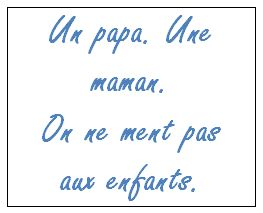 Un papa. Une
maman.
On ne ment pas
aux enfants.